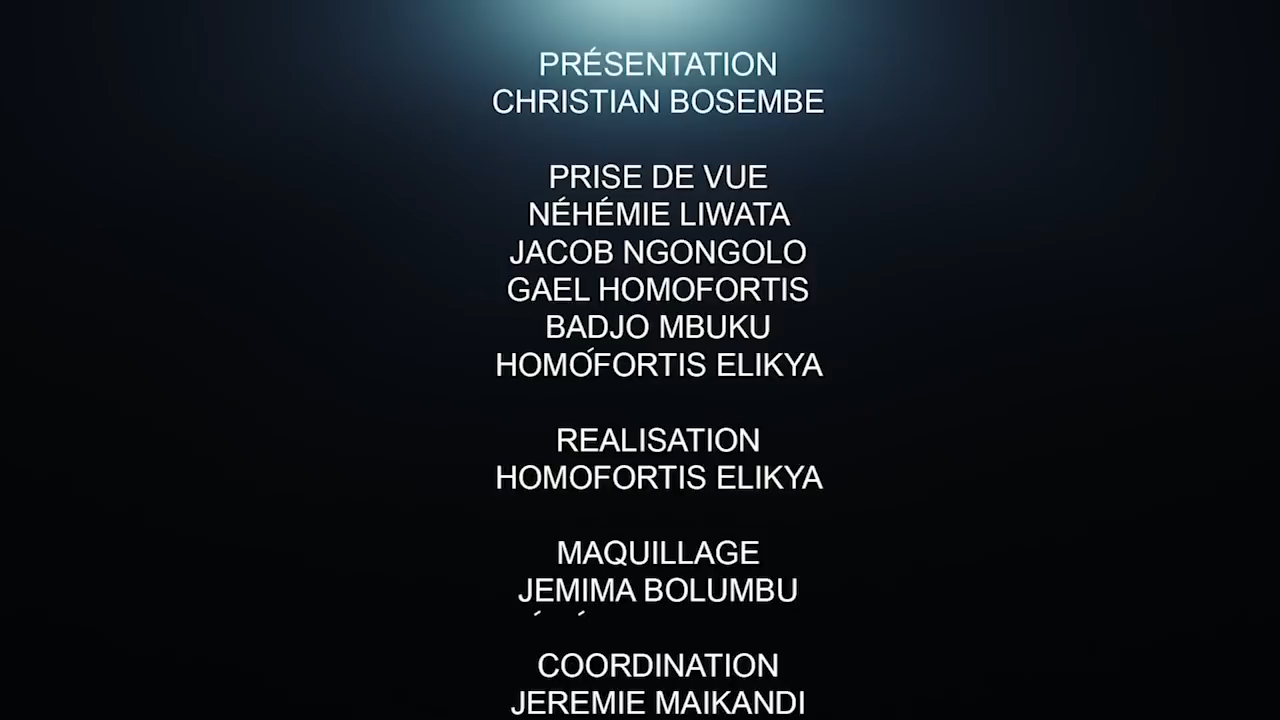 PRÉSENTATION
CHRISTIAN BOSEMBE
PRISE DE VUE
NÉHÉMIE LIWATA
JACOB NGONGOLO
GAEL HOMOFORTIS
BADJO MBUKU
HOMOFORTIS ELIKYA
REALISATION
HOMOFORTIS ELIKYA
MAQUILLAGE
JEMIMA BOLUMBU
COORDINATION
JEREMIE MAIKANDI